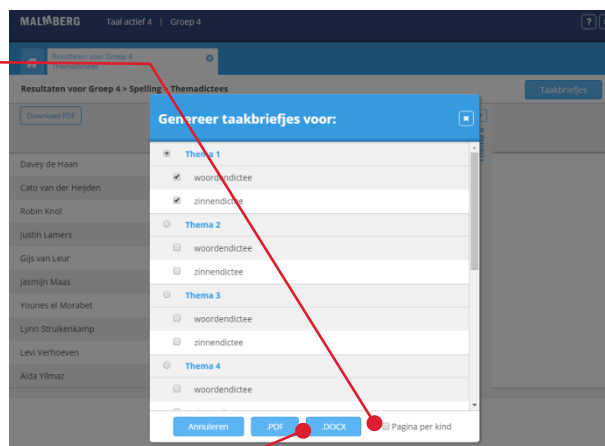 MALMBERG Taal actief 4 | Groep 4 ?
Resultaten voor Groep 4
Themadictees
Resultaten voor Groep 4 > Spelling > Themadictees Taakbriefjes
Download PDF
Genereer taakbriefjes voor:
Davey de Haan
Cato van der Heijden
Robin Knol
Justin Lamers
Gijs van Leur
Jasmijn Maas
Younes el Morabet
Lynn Struikenkamp
Levi Verhoeven
Aida Yilmaz
Thema 1
woordendictee
zinnendictee
Thema 2
woordendictee
zinnendictee
Thema 3
woordendictee
zinnendictee
Thema 4
woordendictee
Annuleren .PDF .DOCX Pagina per kind